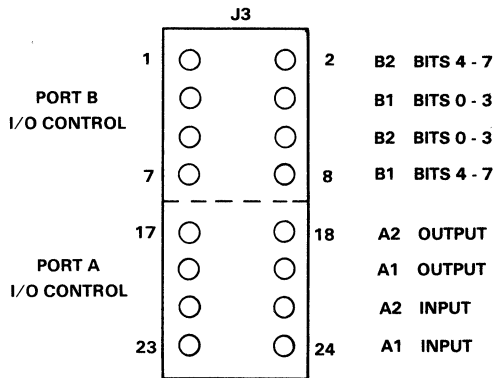 J3
1 2 B2 BITS 4 - 7
PORT B B1 BITS 0 - 3
I/O CONTROL B2 BITS 0 - 3
7 8 B1 BITS 4 - 7
17 18 A2 OUTPUT
PORT A A1 OUTPUT
I/O CONTROL A2 INPUT
23 24 A1 INPUT